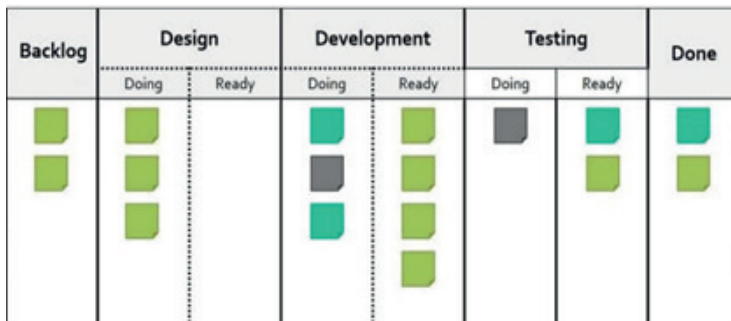 Backlog
Design
Development
Testing
Done
Doing
Ready
Doing
Ready
Doing
Ready